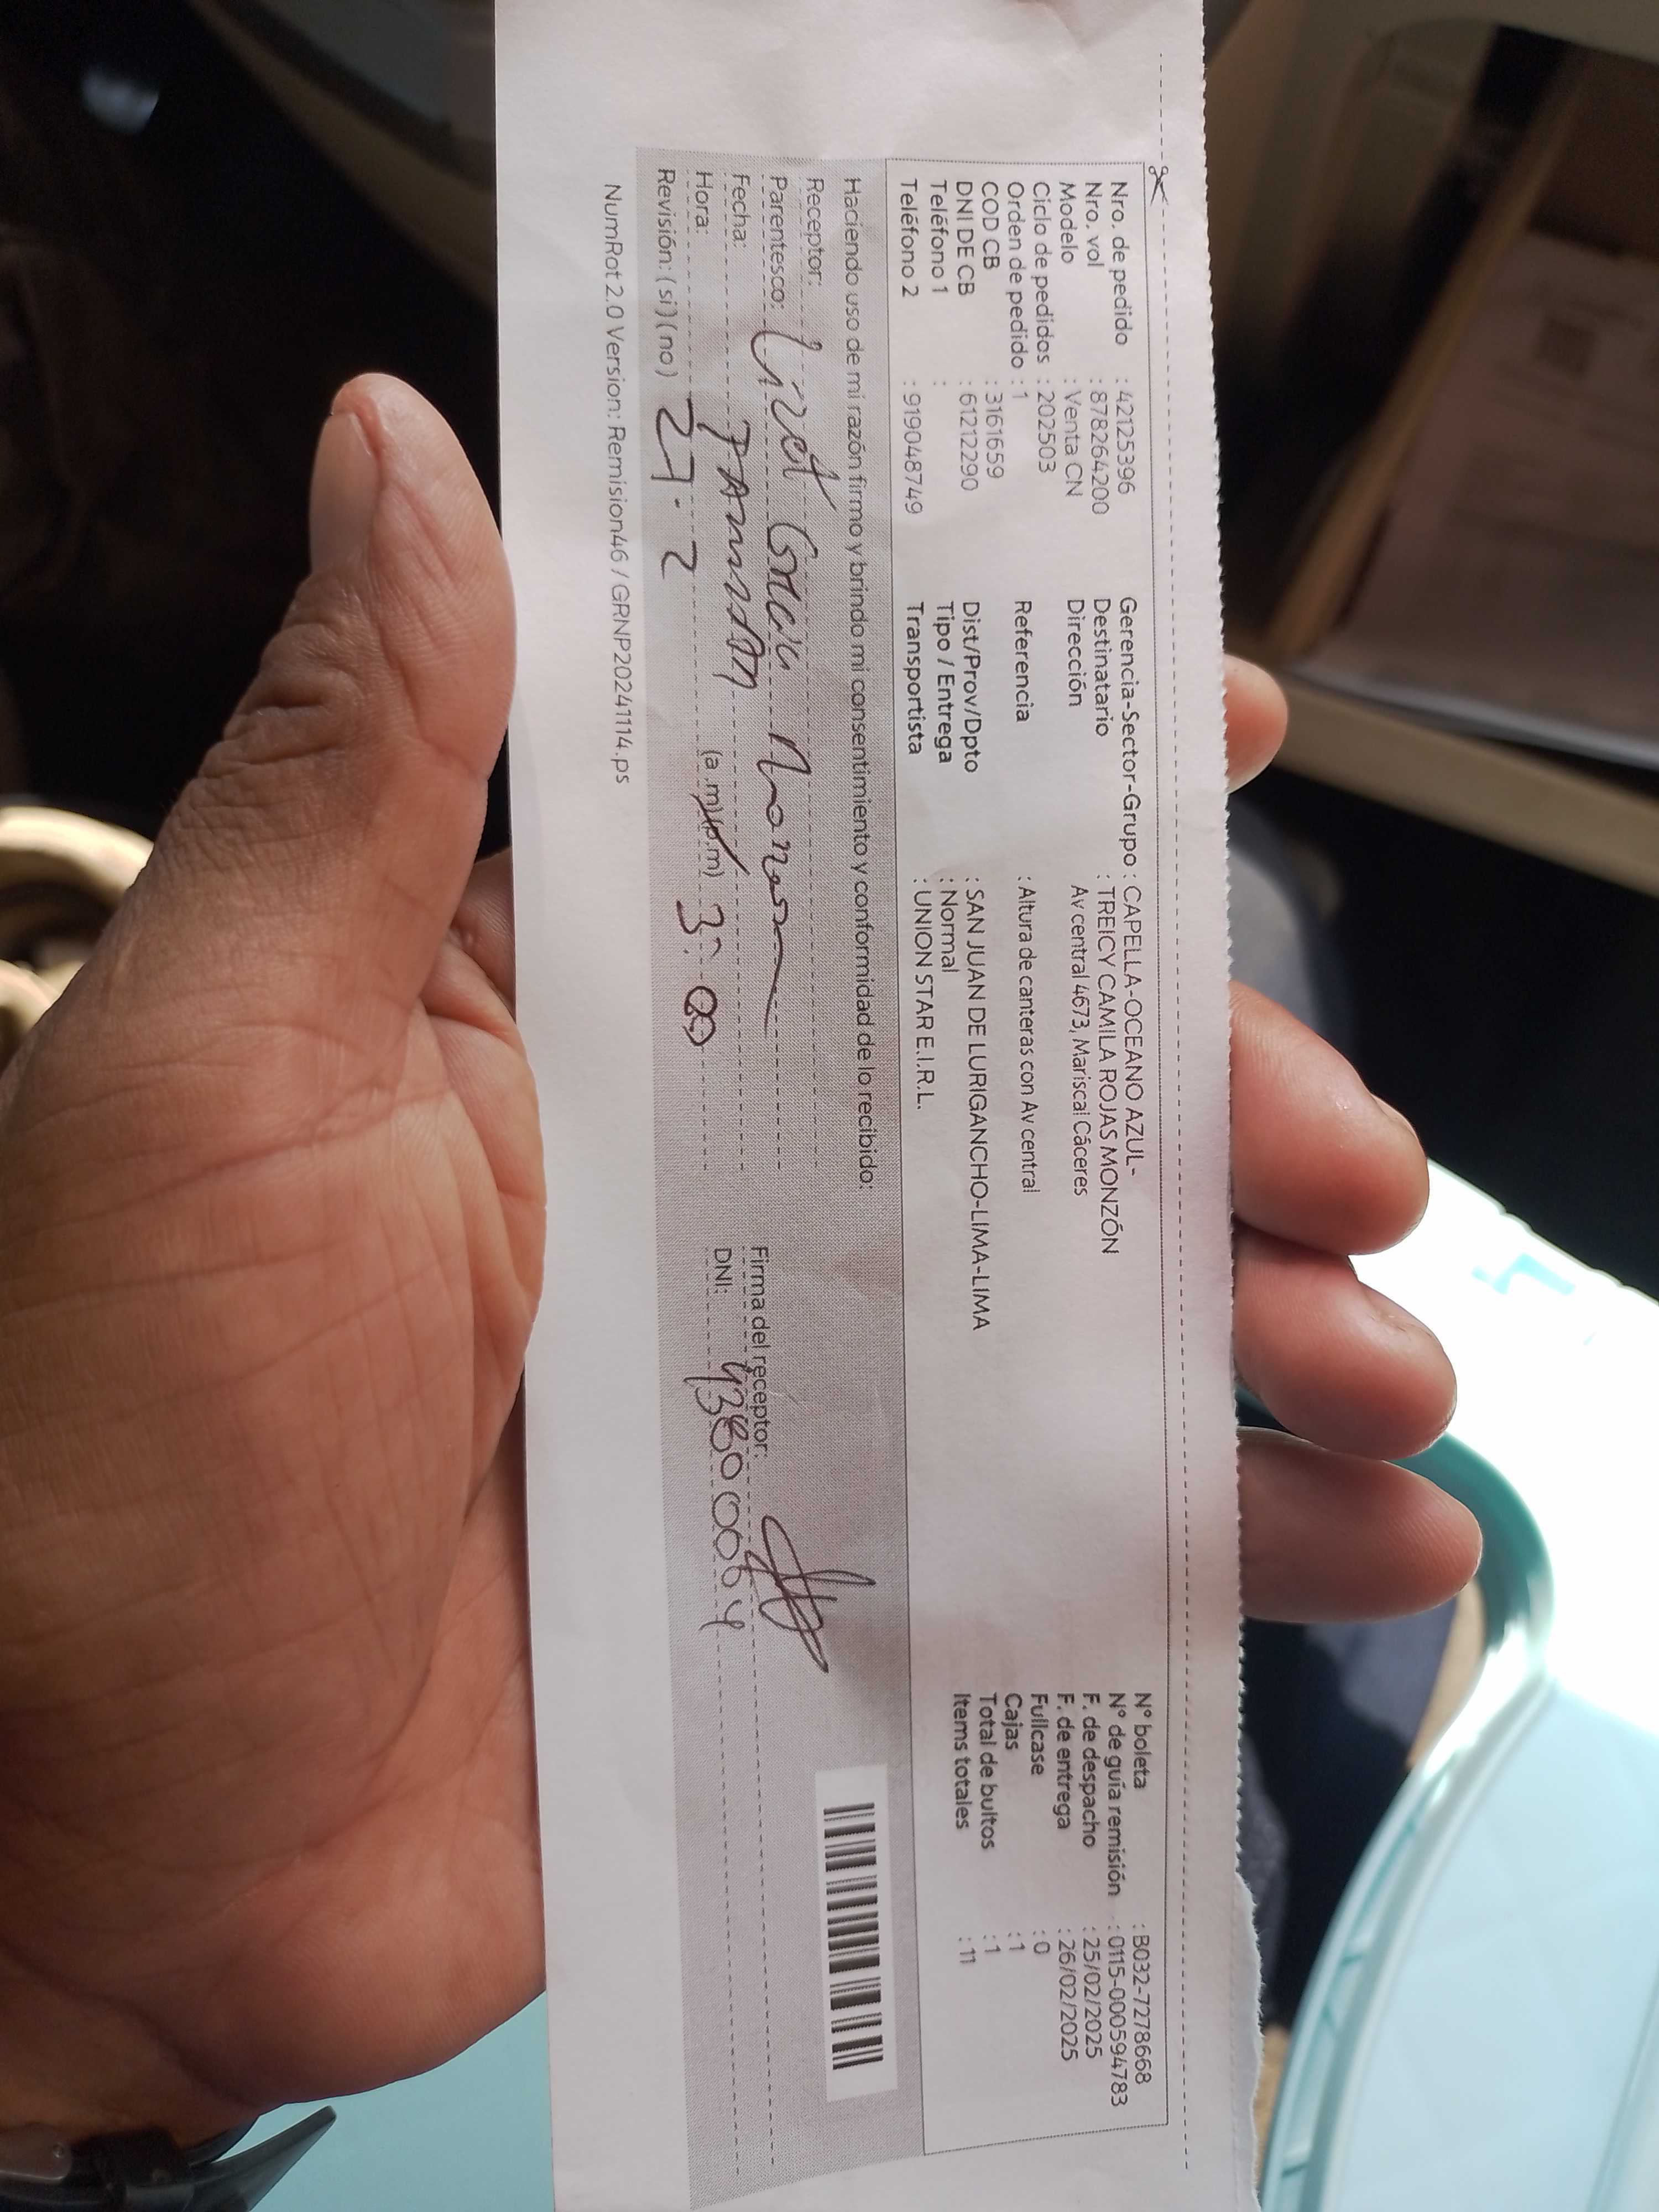 Nro. de pedido : 42125396
Nro. vol : 8782642​00
Modelo : Venta CN
Ciclo de pedidos : 202503
Orden de pedido : 1
COD CB : 3161659
DNI DE CB : 61212290
Teléfono 1 :
Teléfono 2 : 919048749
Gerencia-Sector-Grupo : CAPELLA-OCEANO AZUL-
Destinatario : TREICY CAMILA ROJAS MONZÓN
Dirección Av central 4673, Mariscal Cáceres
Referencia : Altura de canteras con Av central
Dist/Prov/Dpto : SAN JUAN DE LURIGANCHO-LIMA-LIMA
Tipo / Entrega : Normal
Transportista : UNION STAR E.I.R.L.
N° boleta : B032-7278668
N° de guía remisión : 0115-000594783
F. de despacho : 25/02/2025
F. de entrega : 26/02/2025
Fullcase : 0
Cajas : 1
Total de bultos : 1
Items totales : 11
Haciendo uso de mi razón firmo y brindo mi consentimiento y conformidad de lo recibido:
Receptor:
Parentesco:
Fecha:
Hora: (a.m)(p.m) 3:00
Revisión: (si) (no) 27. 2
Firma del receptor:
DNI:
NumRot 2.0 Version: Remision46 / GRNP20241114.ps